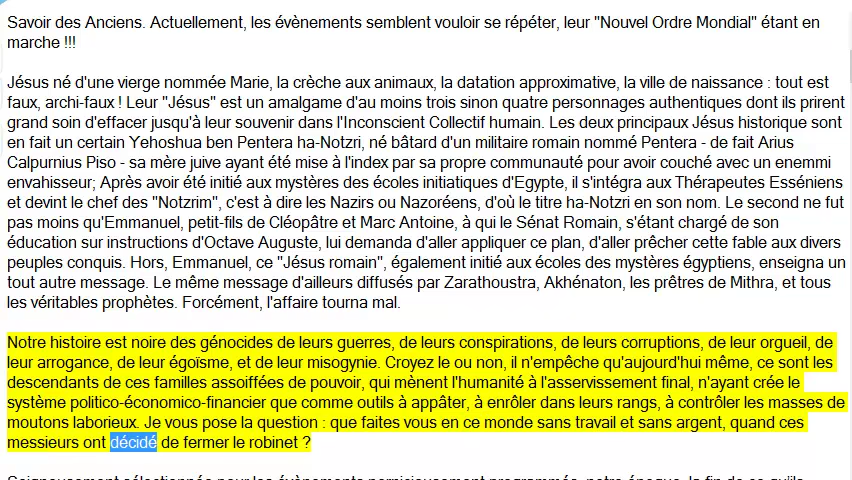 Savoir des Anciens. Actuellement, les évènements semblent vouloir se répéter, leur "Nouvel Ordre Mondial" étant en
marche !!!
Jésus né d'une vierge nommée Marie, la crèche aux animaux, la datation approximative, la ville de naissance : tout est
faux, archi-faux ! Leur "Jésus" est un amalgame d'au moins trois sinon quatre personnages authentiques dont ils prirent
grand soin d'effacer jusqu'à leur souvenir dans l'Inconscient Collectif humain. Les deux principaux Jésus historique sont
en fait un certain Yehoshua ben Pentera ha-Notzri, né bâtard d'un militaire romain nommé Pentera - de fait Arius
Calpurnius Piso - sa mère juive ayant été mise à l'index par sa propre communauté pour avoir couché avec un enemmi
envahisseur; Après avoir été initié aux mystères des écoles initiatiques d'Egypte, il s'intégra aux Thérapeutes Esséniens
et devint le chef des "Notzrim", c'est à dire les Nazirs ou Nazoréens, d'où le titre ha-Notzri en son nom. Le second ne fut
pas moins qu'Emmanuel, petit-fils de Cléopâtre et Marc Antoine, à qui le Sénat Romain, s'étant chargé de son
éducation sur instructions d'Octave Auguste, lui demanda d'aller appliquer ce plan, d'aller prêcher cette fable aux divers
peuples conquis. Hors, Emmanuel, ce "Jésus romain", également initié aux écoles des mystères égyptiens, enseigna un
tout autre message. Le même message d'ailleurs diffusés par Zarathoustra, Akhénaton, les prêtres de Mithra, et tous
les véritables prophètes. Forcément, l'affaire tourna mal.
Notre histoire est noire des génocides de leurs guerres, de leurs conspirations, de leurs corruptions, de leur orgueil, de
leur arrogance, de leur égoïsme, et de leur misogynie. Croyez le ou non, il n'empêche qu'aujourd'hui même, ce sont les
descendants de ces familles assoiffées de pouvoir, qui mènent l'humanité à l'asservissement final, n'ayant crée le
système politico-économico-financier que comme outils à appâter, à enrôler dans leurs rangs, à contrôler les masses de
moutons laborieux. Je vous pose la question : que faites vous en ce monde sans travail et sans argent, quand ces
messieurs ont décidé de fermer le robinet ?